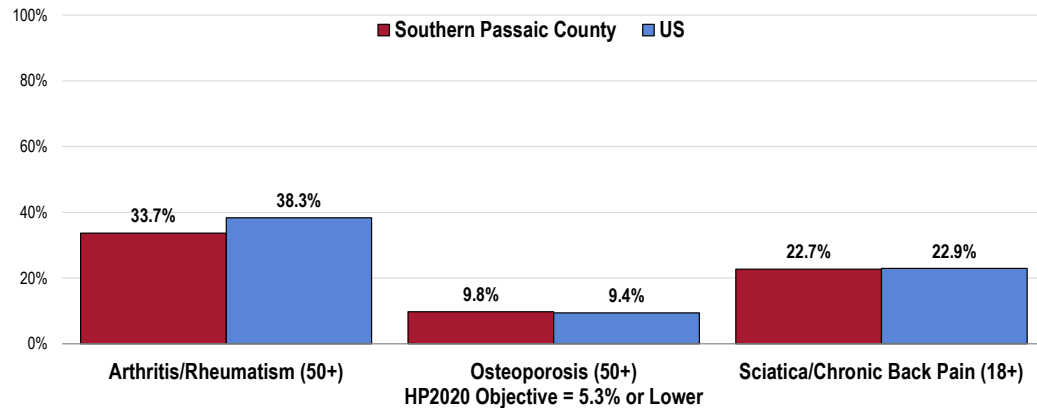 100%
Southern Passaic County US
80%
60%
40%
20%
0%
33.7%
38.3%
9.8%
9.4%
22.7%
22.9%
Arthritis/Rheumatism (50+)
Osteoporosis (50+)
HP2020 Objective = 5.3% or Lower
Sciatica/Chronic Back Pain (18+)